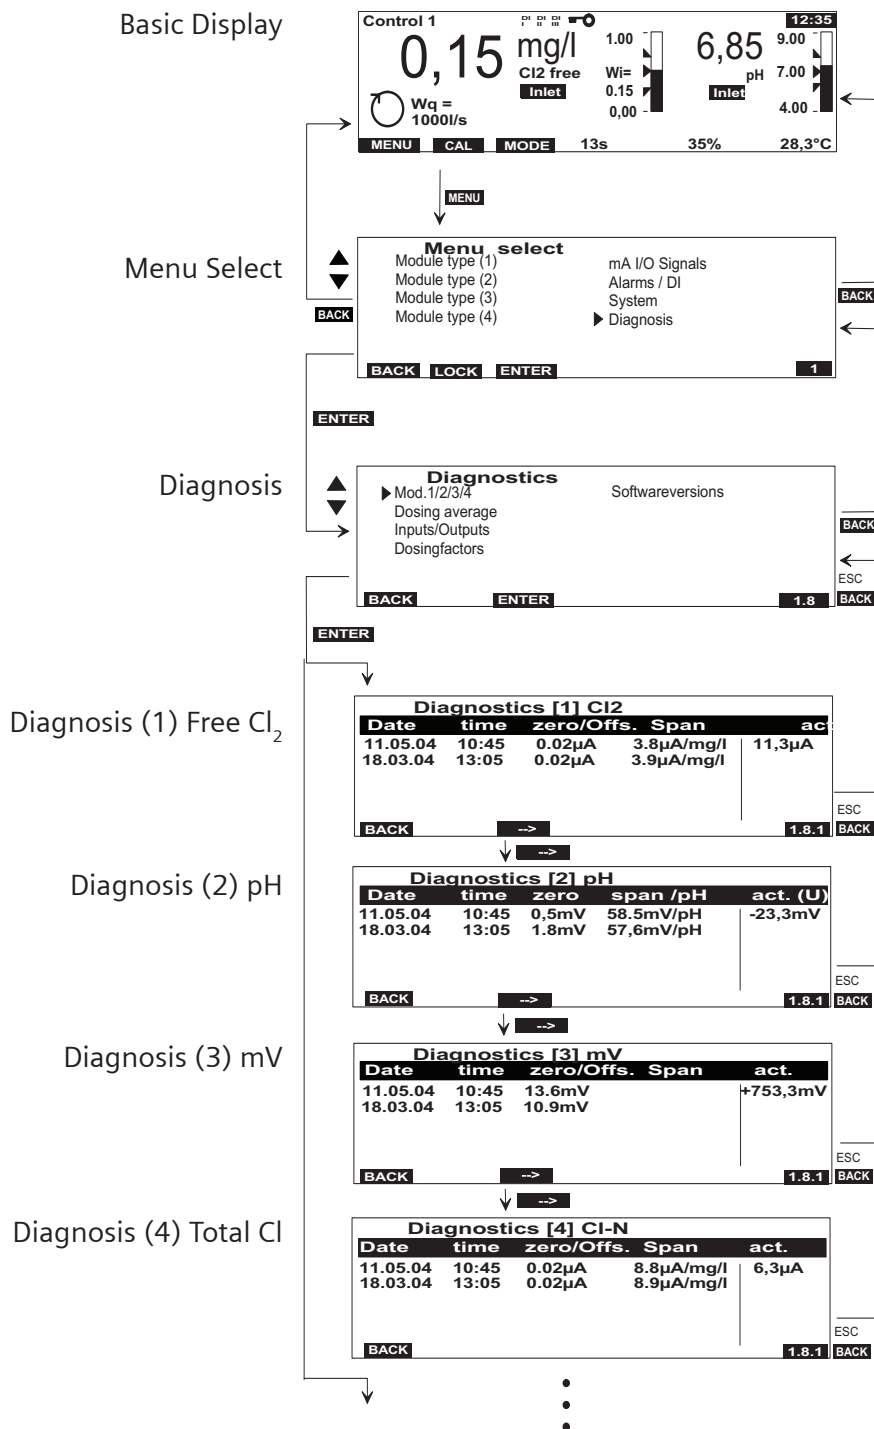 Basic Display
Control 1
DI DI DI
I II III
12:35
0,15 mg/l
Cl2 free
Inlet
1.00
Wi=
0.15
0,00
6,85
pH
Inlet
9.00
7.00
4.00
Wq =
1000l/s
MENU CAL MODE 13s 35% 28,3°C
MENU
Menu Select
Menu select
Module type (1)
Module type (2)
Module type (3)
Module type (4)
mA I/O Signals
Alarms / DI
System
Diagnosis
BACK
BACK
BACK LOCK ENTER 1
ENTER
Diagnosis
Diagnostics
Mod.1/2/3/4
Dosing average
Inputs/Outputs
Dosingfactors
Softwareversions
BACK
ESC
BACK ENTER 1.8 BACK
ENTER
Diagnosis (1) Free Cl2
Diagnostics [1] Cl2
Date time zero/Offs. Span act
11.05.04 10:45 0.02µA 3.8µA/mg/l 11,3µA
18.03.04 13:05 0.02µA 3.9µA/mg/l
ESC
BACK --> 1.8.1 BACK
-->
Diagnosis (2) pH
Diagnostics [2] pH
Date time zero span /pH act. (U)
11.05.04 10:45 0,5mV 58.5mV/pH -23,3mV
18.03.04 13:05 1.8mV 57,6mV/pH
ESC
BACK --> 1.8.1 BACK
-->
Diagnosis (3) mV
Diagnostics [3] mV
Date time zero/Offs. Span act.
11.05.04 10:45 13.6mV +753,3mV
18.03.04 13:05 10.9mV
ESC
BACK --> 1.8.1 BACK
-->
Diagnosis (4) Total Cl
Diagnostics [4] Cl-N
Date time zero/Offs. Span act.
11.05.04 10:45 0.02µA 8.8µA/mg/l 6,3µA
18.03.04 13:05 0.02µA 8.9µA/mg/l
ESC
BACK 1.8.1 BACK